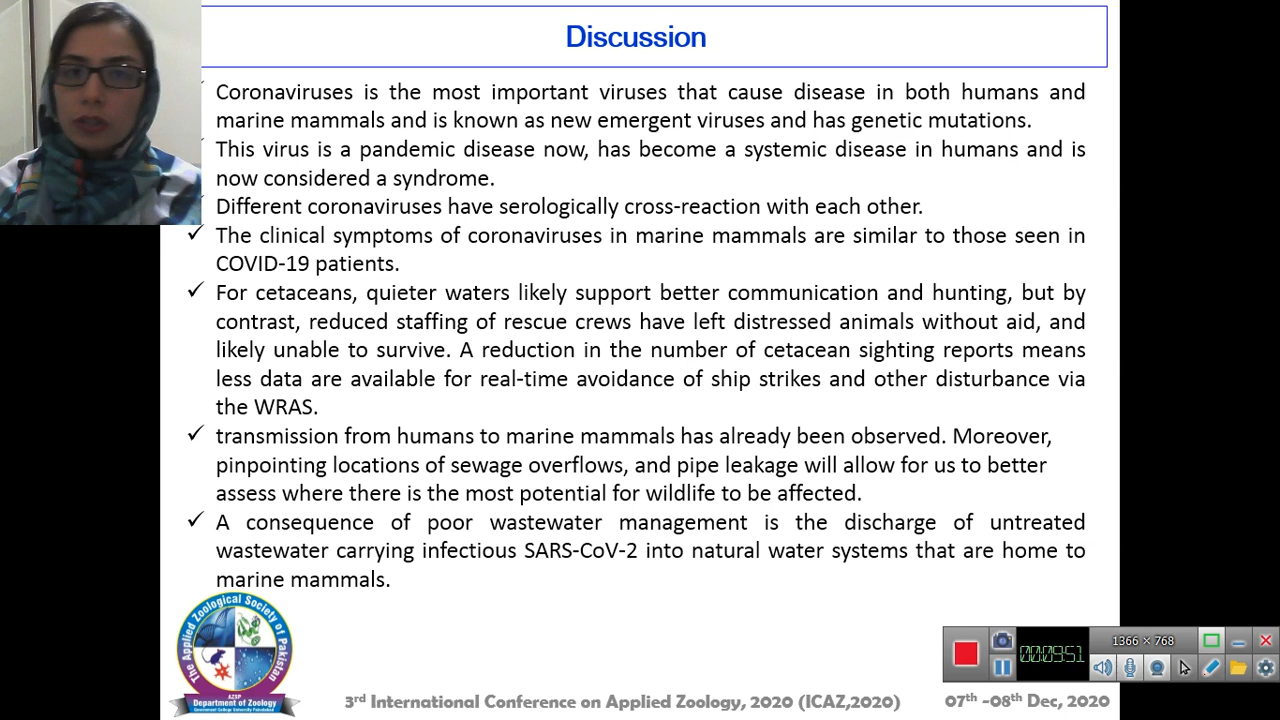 Discussion
Coronaviruses is the most important viruses that cause disease in both humans and
marine mammals and is known as new emergent viruses and has genetic mutations.
This virus is a pandemic disease now, has become a systemic disease in humans and is
now considered a syndrome.
Different coronaviruses have serologically cross-reaction with each other.
✓ The clinical symptoms of coronaviruses in marine mammals are similar to those seen in
COVID-19 patients.
✓ For cetaceans, quieter waters likely support better communication and hunting, but by
contrast, reduced staffing of rescue crews have left distressed animals without aid, and
likely unable to survive. A reduction in the number of cetacean sighting reports means
less data are available for real-time avoidance of ship strikes and other disturbance via
the WRAS.
✓ transmission from humans to marine mammals has already been observed. Moreover,
pinpointing locations of sewage overflows, and pipe leakage will allow for us to better
assess where there is the most potential for wildlife to be affected.
✓ A consequence of poor wastewater management is the discharge of untreated
wastewater carrying infectious SARS-CoV-2 into natural water systems that are home to
marine mammals.
The Applied Zoological Society of Pakistan
AZSP
Department of Zoology
Government College University Faisalabad
3rd International Conference on Applied Zoology, 2020 (ICAZ,2020)
07th -08th Dec, 2020
00:09:51
1366 × 768